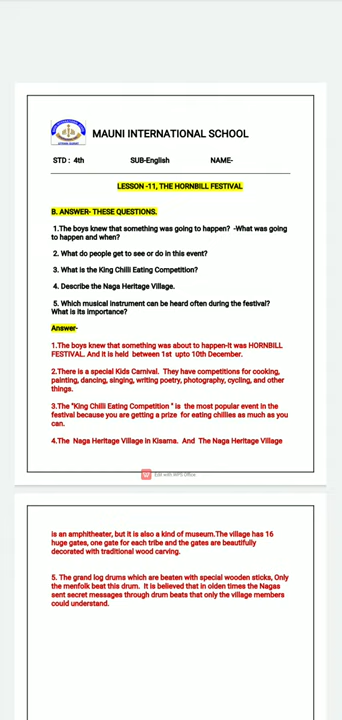 MAUNI INTERNATIONAL SCHOOL
STD : 4th SUB-English NAME-
LESSON -11, THE HORNBILL FESTIVAL
B. ANSWER- THESE QUESTIONS.
1.The boys knew that something was going to happen? -What was going
to happen and when?
2. What do people get to see or do in this event?
3. What is the King Chilli Eating Competition?
4. Describe the Naga Heritage Village.
5. Which musical instrument can be heard often during the festival?
What is its importance?
Answer-
1.The boys knew that something was about to happen-It was HORNBILL
FESTIVAL. And it is held between 1st upto 10th December.
2.There is a special Kids Carnival. They have competitions for cooking,
painting, dancing, singing, writing poetry, photography, cycling, and other
things.
3.The "King Chilli Eating Competition " is the most popular event in the
festival because you are getting a prize for eating chillies as much as you
can.
4.The Naga Heritage Village in Kisama. And The Naga Heritage Village
Edit with WPS Office
is an amphitheater, but it is also a kind of museum.The village has 16
huge gates, one gate for each tribe and the gates are beautifully
decorated with traditional wood carving.
5. The grand log drums which are beaten with special wooden sticks, Only
the menfolk beat this drum. It is believed that in olden times the Nagas
sent secret messages through drum beats that only the village members
could understand.